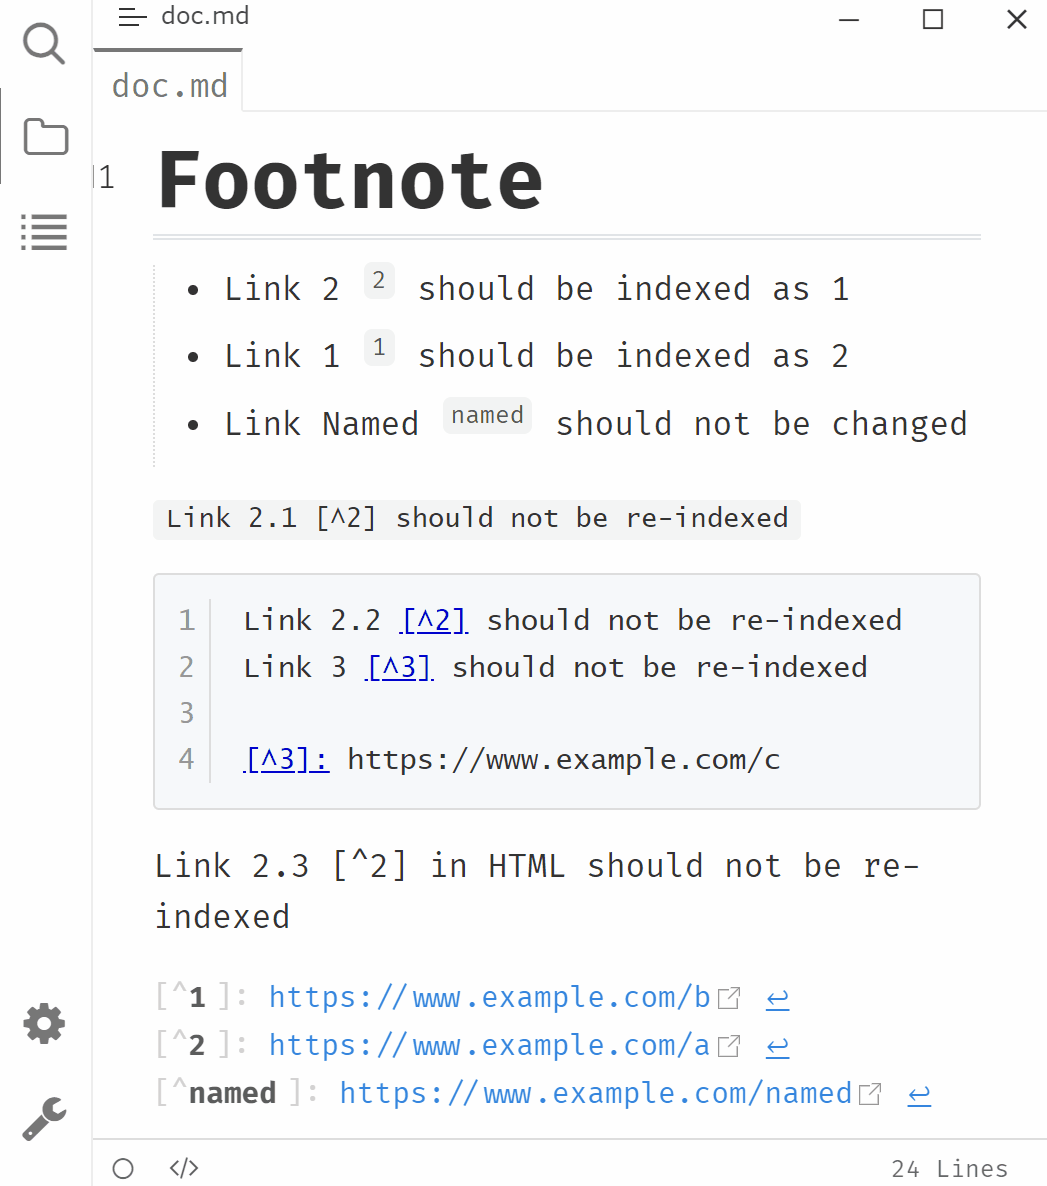 doc.md
doc.md
1
Footnote
• Link 2 2 should be indexed as 1
• Link 1 1 should be indexed as 2
• Link Named named should not be changed
Link 2.1 [^2] should not be re-indexed
1 Link 2.2 [^2] should not be re-indexed
2 Link 3 [^3] should not be re-indexed
3
4 [^3]: https://www.example.com/c
Link 2.3 [^2] in HTML should not be re-
indexed
[^1]: https://www.example.com/b ↩
[^2]: https://www.example.com/a ↩
[^named]: https://www.example.com/named ↩
</> 24 Lines